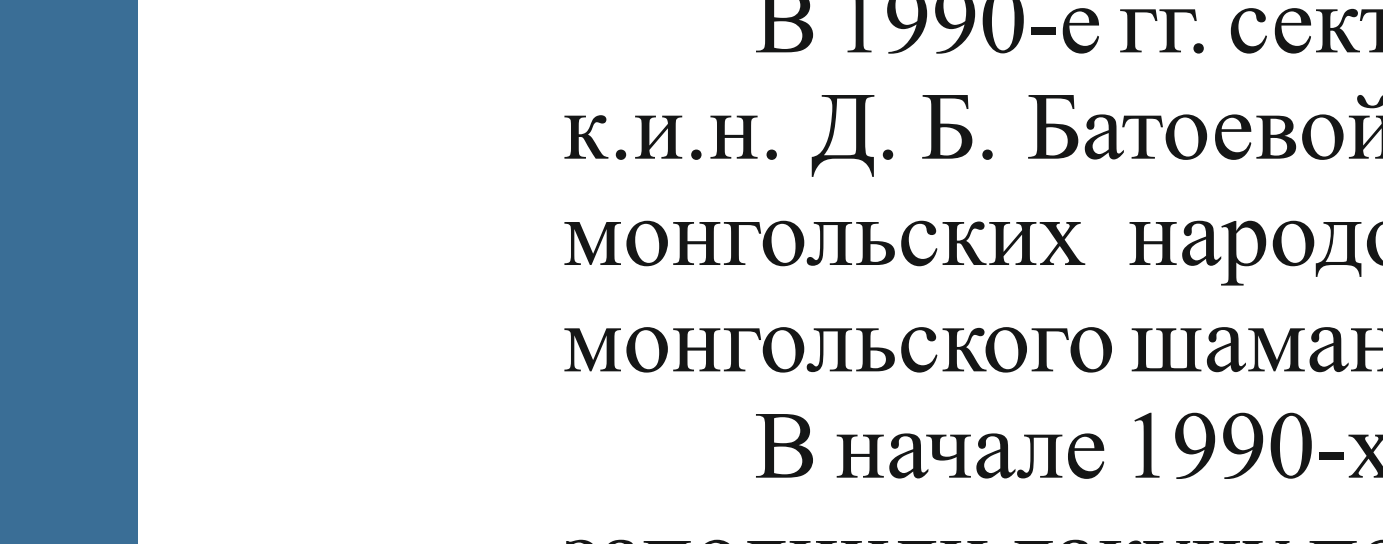 В 1990-е гг. сект
к.и.н. Д. Б. Батоевой
монгольских народо
монгольского шаман
В начале 1990-х